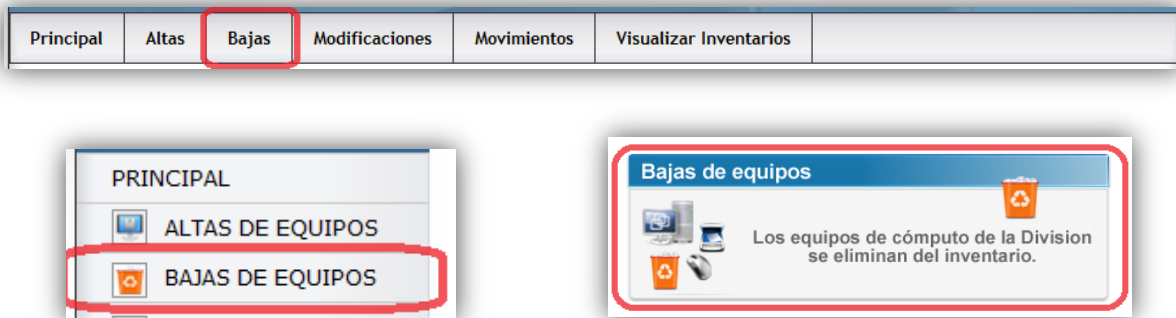 Principal Altas Bajas Modificaciones Movimientos Visualizar Inventarios
PRINCIPAL
ALTAS DE EQUIPOS
BAJAS DE EQUIPOS
Bajas de equipos
Los equipos de cómputo de la Division
se eliminan del inventario.